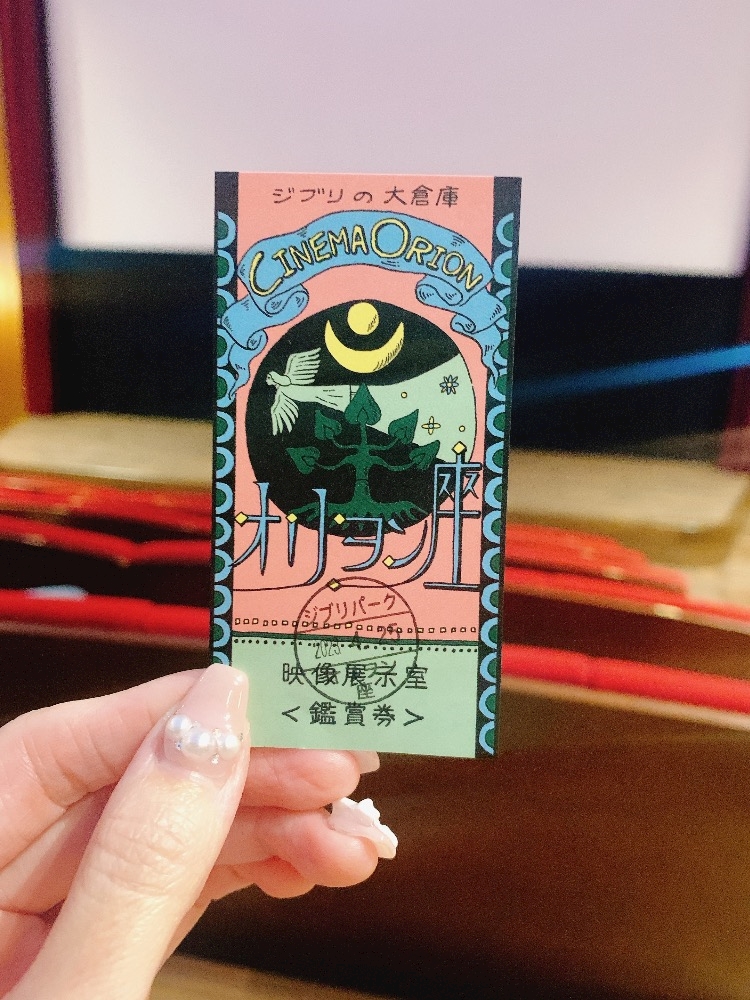 ジブリの大倉庫
CINEMA ORION
オリヲン座
ジブリパーク
座
映像展示室
<鑑賞券>